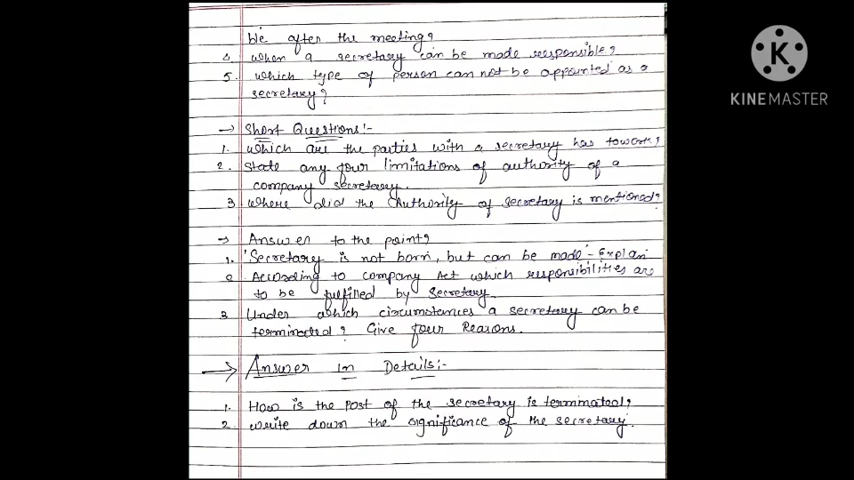 be after the meeting?
4. when a secretary can be made responsible?
5. which type of person can not be appointed as a
secretary?
→ Short Questions:-
1. which are the parties with a secretary has to work?
2. State any four limitations of authority of a
company secretary.
3. where did the Authority of secretary is mentioned?
→ Answer to the point?
1. 'Secretary is not born, but can be made' - Explain
2. According to company Act which responsibilities are
to be fulfilled by secretary.
3. Under which circumstances a secretary can be
terminated? Give four Reasons.
→ Answer in Details:-
1. How is the post of the secretary is terminated?
2. write down the significance of the secretary.
KINEMASTER